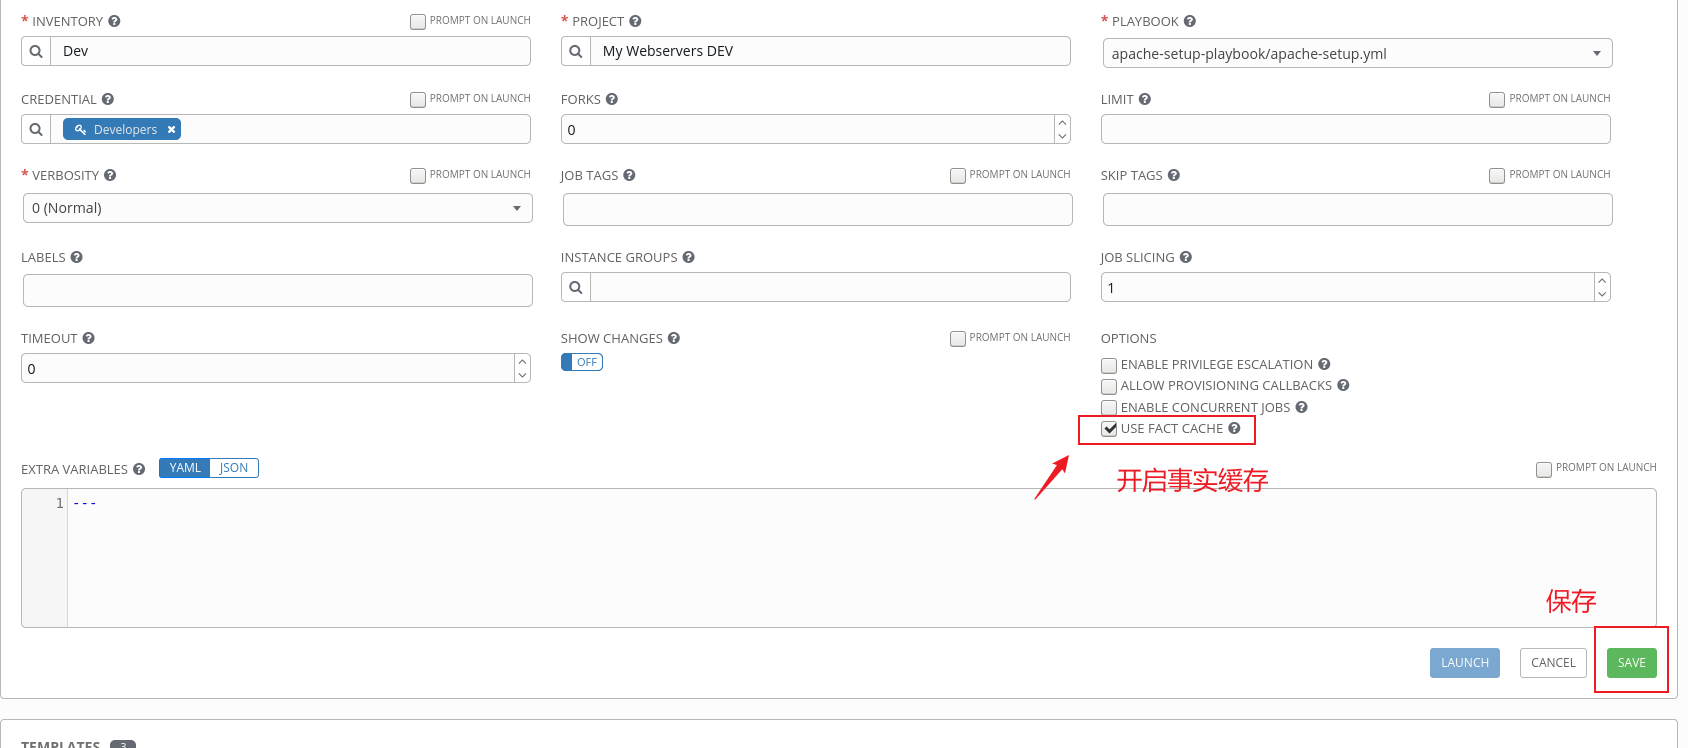 * INVENTORY PROMPT ON LAUNCH * PROJECT * PLAYBOOK
Dev My Webservers DEV apache-setup-playbook/apache-setup.yml
CREDENTIAL PROMPT ON LAUNCH FORKS LIMIT PROMPT ON LAUNCH
Developers 0
* VERBOSITY PROMPT ON LAUNCH JOB TAGS PROMPT ON LAUNCH SKIP TAGS PROMPT ON LAUNCH
0 (Normal)
LABELS INSTANCE GROUPS JOB SLICING
1
TIMEOUT SHOW CHANGES PROMPT ON LAUNCH OPTIONS
0 OFF ENABLE PRIVILEGE ESCALATION
ALLOW PROVISIONING CALLBACKS
ENABLE CONCURRENT JOBS
USE FACT CACHE
EXTRA VARIABLES YAML JSON PROMPT ON LAUNCH
开启事实缓存
1 ---
保存
LAUNCH CANCEL SAVE
TEMPLATES 3